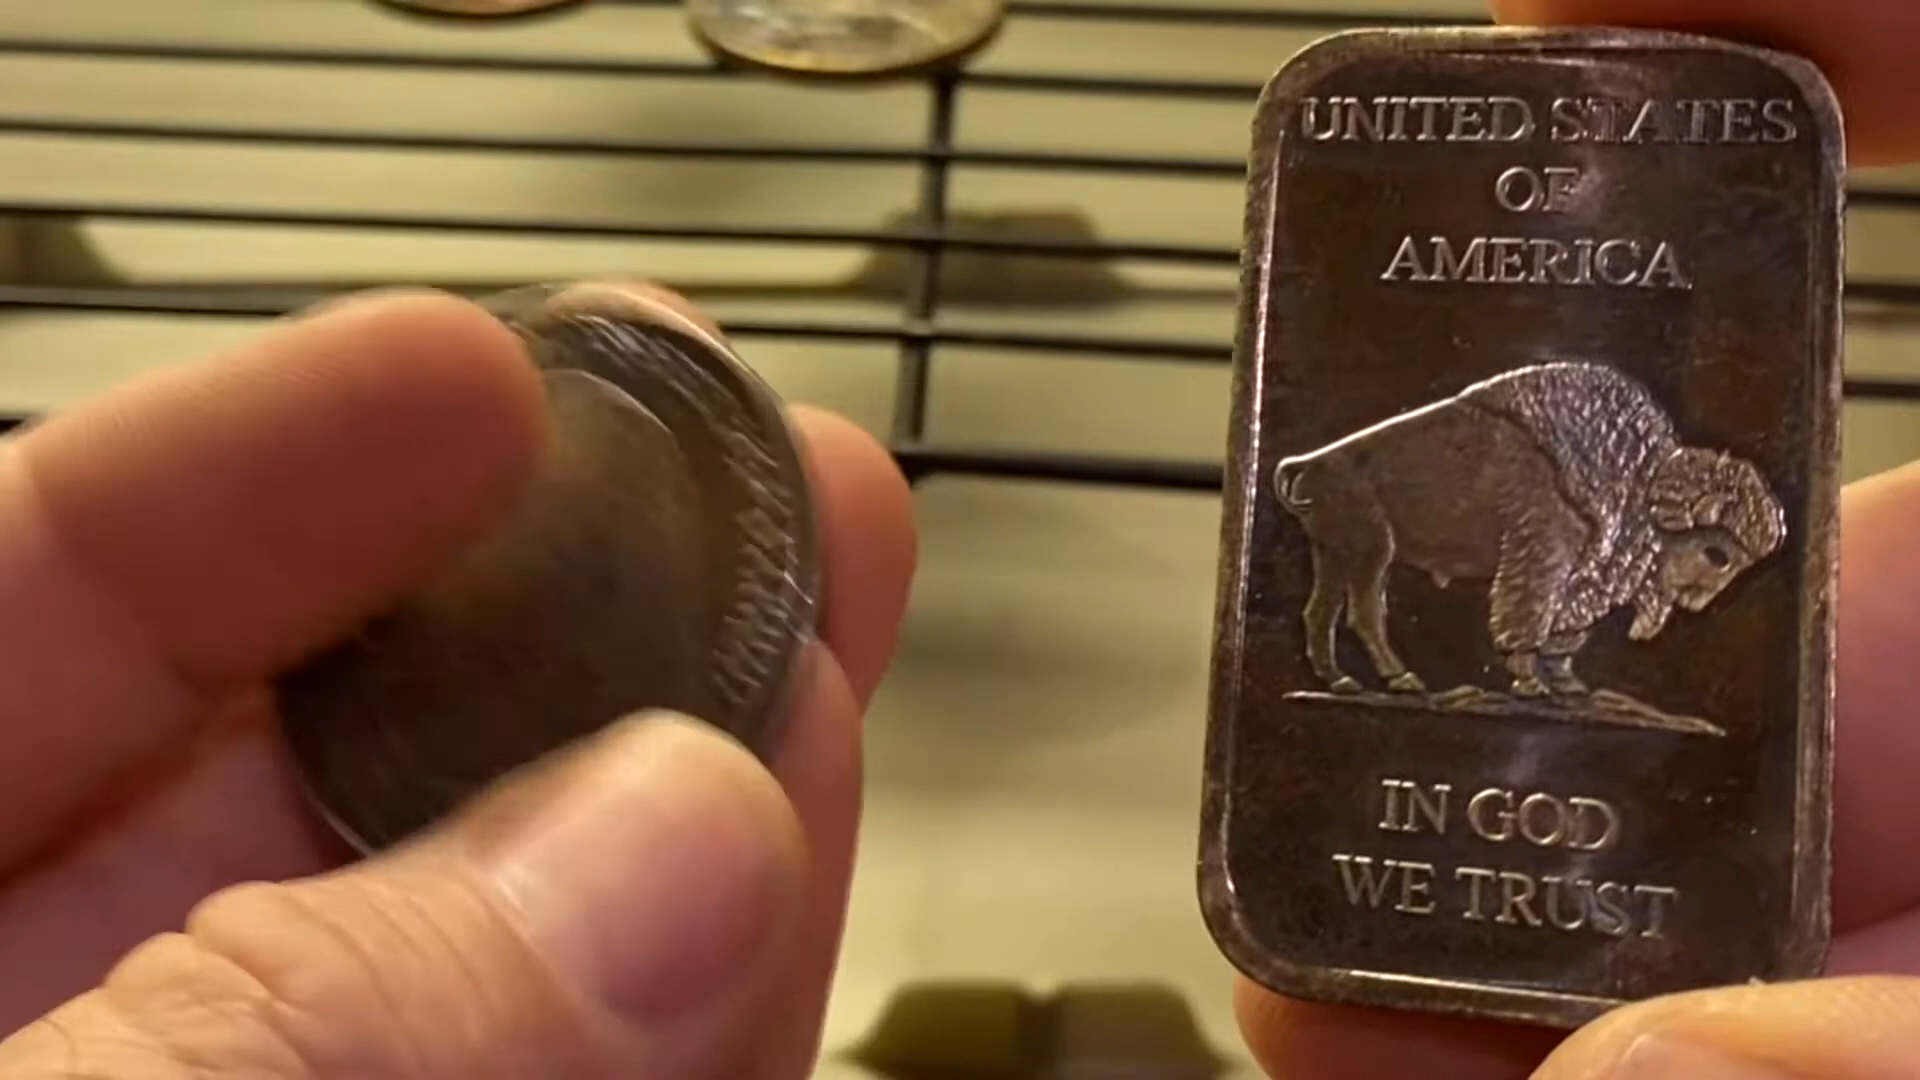 UNITED STATES
OF
AMERICA
IN GOD
WE TRUST